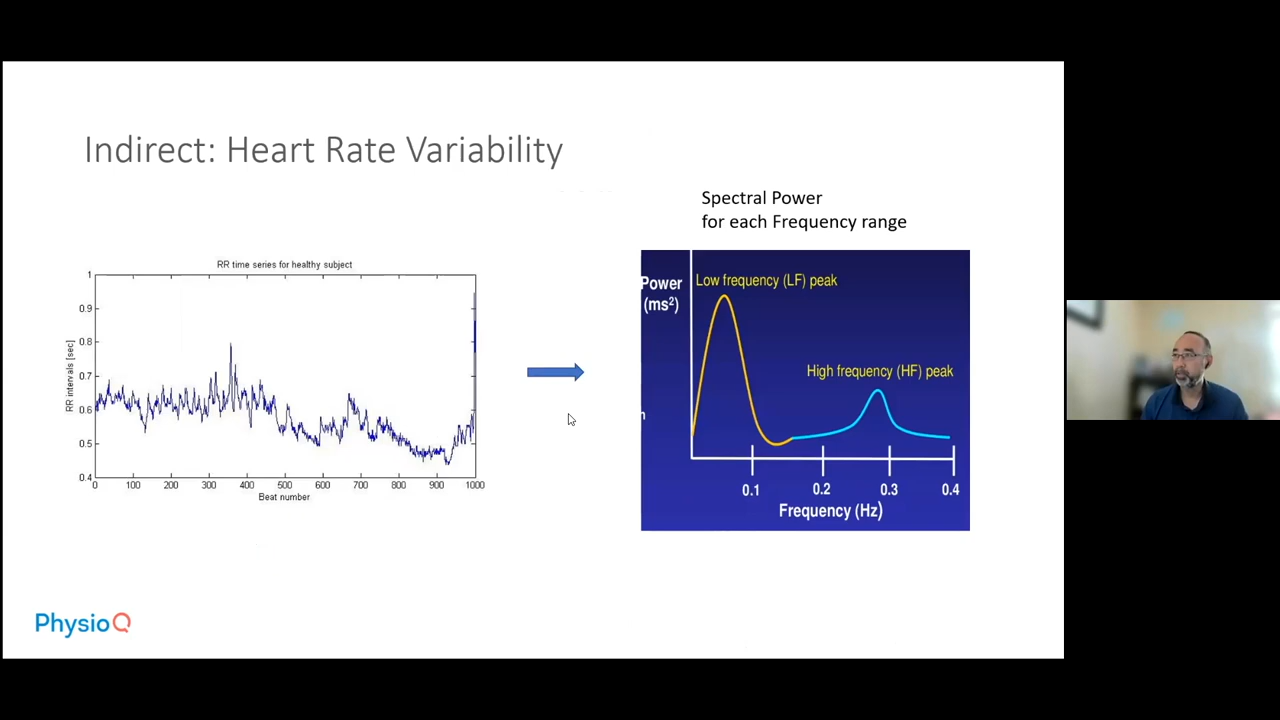 Indirect: Heart Rate Variability
Spectral Power
for each Frequency range
RR time series for healthy subject
RR intervals [sec]
1
0.9
0.8
0.7
0.6
0.5
0.4
0 100 200 300 400 500 600 700 800 900 1000
Beat number
Power
(ms²)
Low frequency (LF) peak
High frequency (HF) peak
n
0.1 0.2 0.3 0.4
Frequency (Hz)
PhysioQ